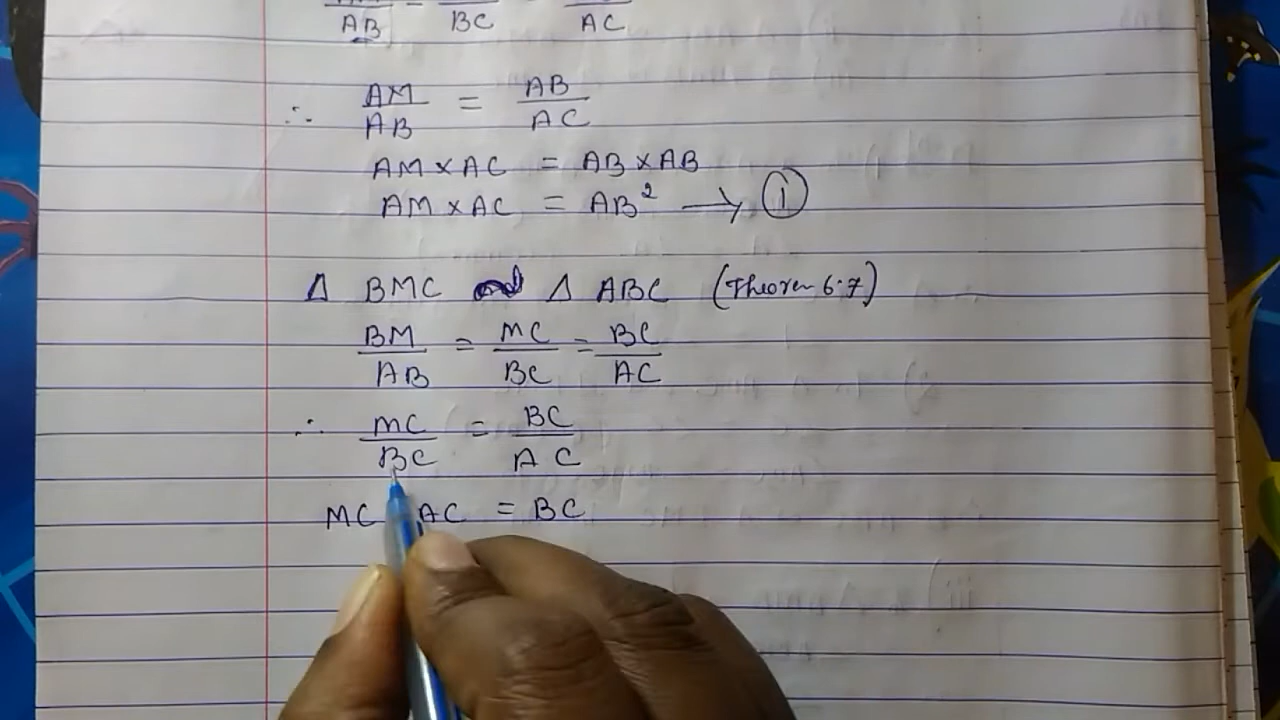 AB = BC AC
∴ AM/AB = AB/AC
AM × AC = AB × AB
AM × AC = AB² → ①
Δ BMC and Δ ABC (Theorem 6.7)
BM/AB = MC/BC = BC/AC
∴ MC/BC = BC/AC
MC AC = BC